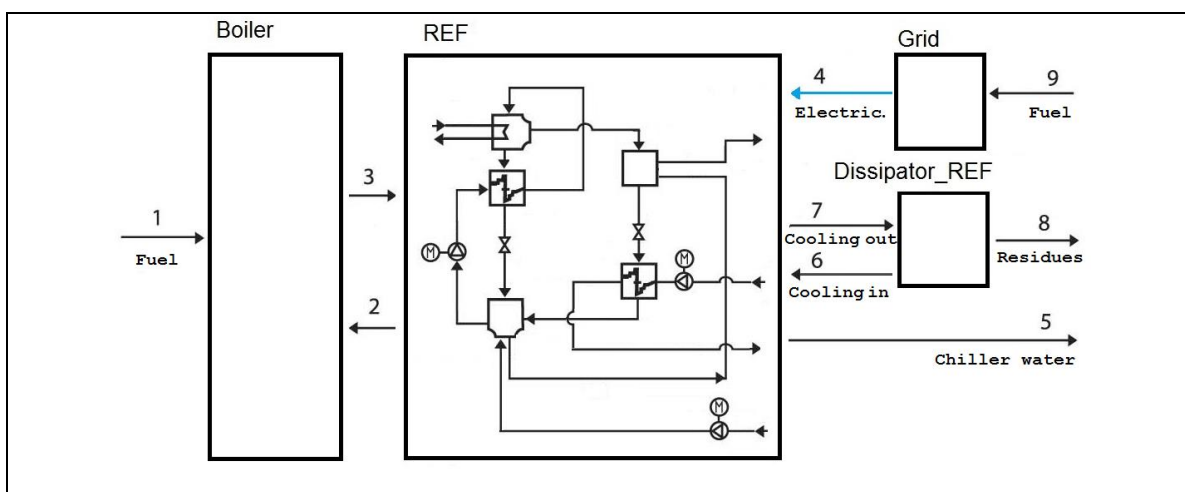 Boiler
REF
Grid
4
9
Electric.
Fuel
Dissipator_REF
3
1
7
8
Fuel
Cooling out
Residues
6
Cooling in
M
M
2
5
Chiller water
M